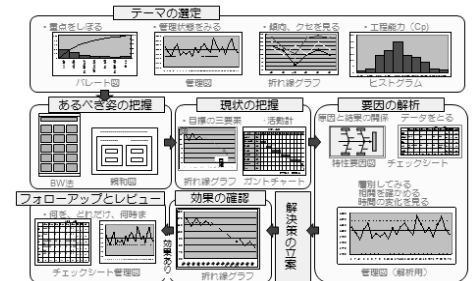 テーマの選定
・重点をしぼる
・管理状態をみる
・傾向、クセを見る
・工程能力（Cp）
パレート図
管理図
折れ線グラフ
ヒストグラム
あるべき姿の把握
BW法
親和図
現状の把握
・目標の三要素
・活動計
折れ線グラフ
ガントチャート
要因の解析
原因と結果の関係
データをとる
特性要因図
チェックシート
層別してみる
相関を確かめる
時間の変化を見る
管理図（解析用）
解決策の立案
効果の確認
折れ線グラフ
効果あり
フォローアップとレビュー
・何を、どれだけ、何時ま
チェックシート
管理図